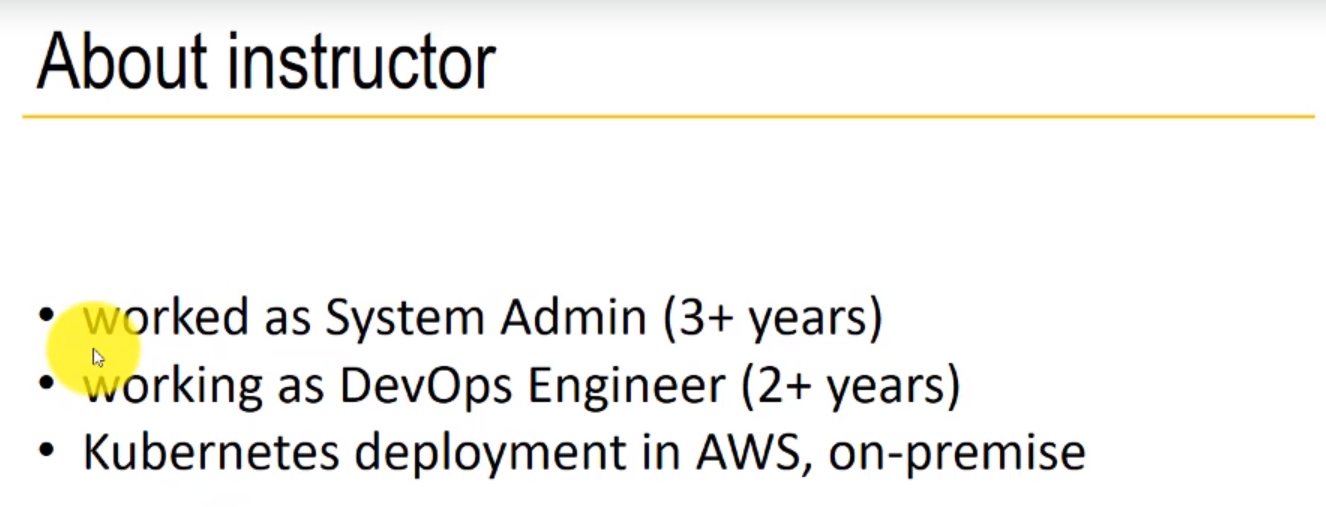 About instructor
• worked as System Admin (3+ years)
• working as DevOps Engineer (2+ years)
• Kubernetes deployment in AWS, on-premise